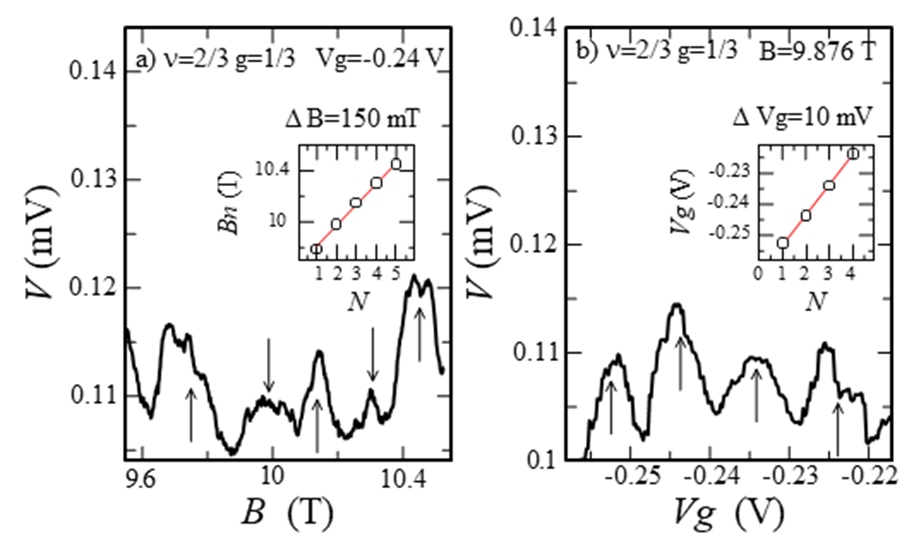 a) ν=2/3 g=1/3 Vg=-0.24 V
Δ B=150 mT
Bn (T)
10.4
10
1 2 3 4 5
N
V (mV)
0.14
0.13
0.12
0.11
9.6 10 10.4
B (T)
b) ν=2/3 g=1/3 B=9.876 T
Δ Vg=10 mV
Vg (V)
-0.23
-0.24
-0.25
0 1 2 3 4
N
V (mV)
0.14
0.13
0.12
0.11
0.1
-0.25 -0.24 -0.23 -0.22
Vg (V)